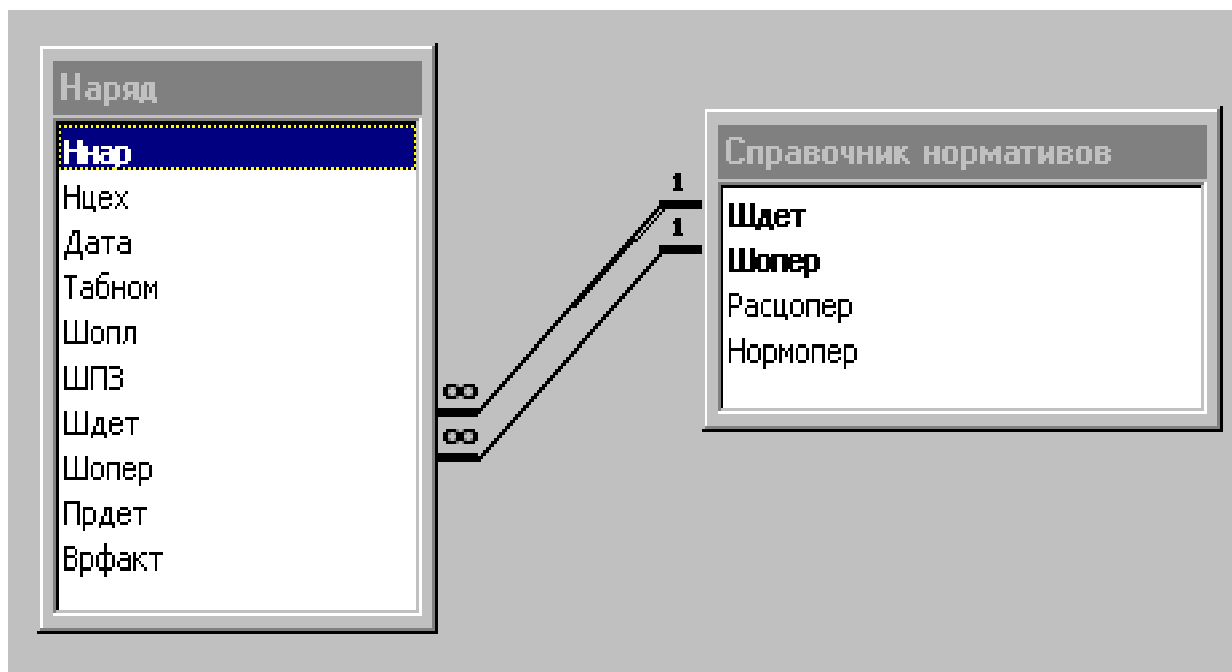 Наряд
Ннар
Нцех
Дата
Табном
Шопл
ШПЗ
Шдет
Шопер
Прдет
Врфакт
∞
∞
1
1
Справочник нормативов
Шдет
Шопер
Расцопер
Нормопер